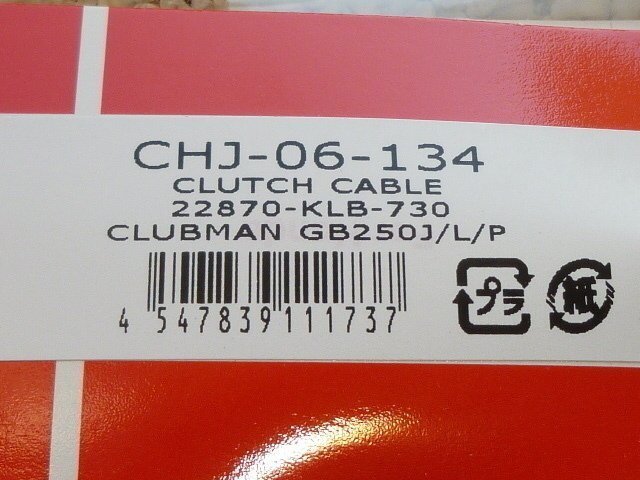 CHJ-06-134
CLUTCH CABLE
22870-KLB-730
CLUBMAN GB250J/L/P
4 547839 111737
プラ
紙